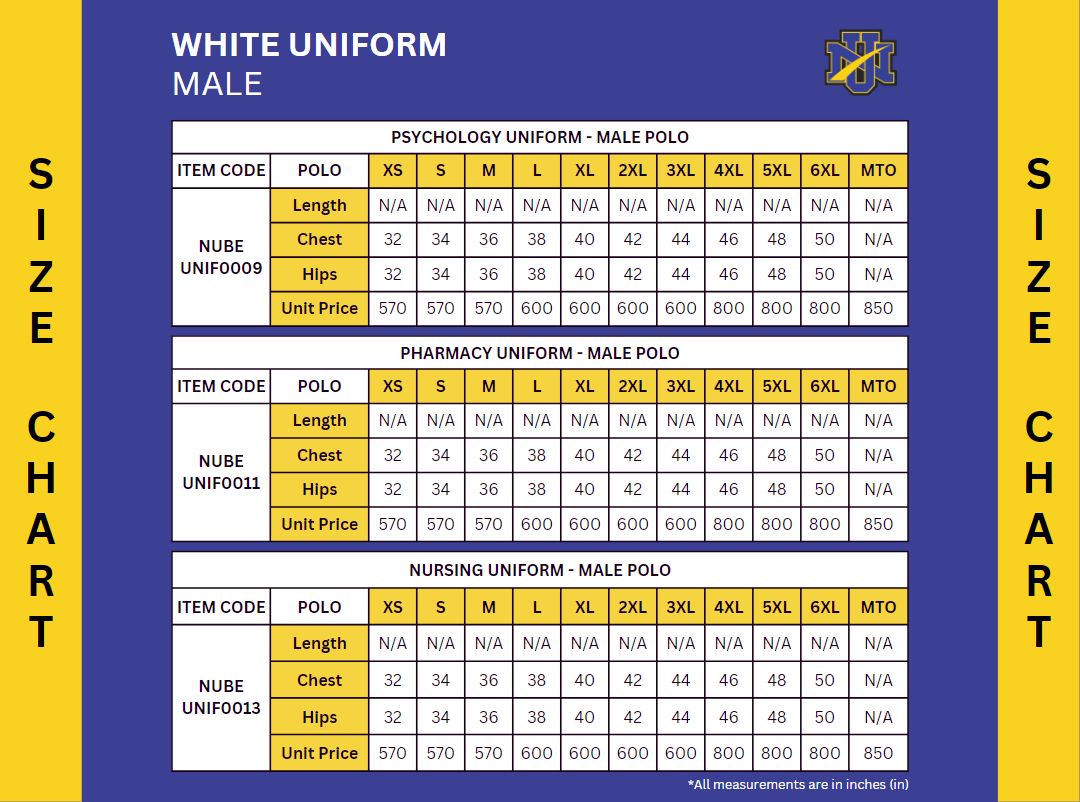 WHITE UNIFORM
MALE
NU
S
I
Z
E
C
H
A
R
T
PSYCHOLOGY UNIFORM - MALE POLO
ITEM CODE POLO XS S M L XL 2XL 3XL 4XL 5XL 6XL MTO
NUBE
UNIF0009
Length N/A N/A N/A N/A N/A N/A N/A N/A N/A N/A N/A
Chest 32 34 36 38 40 42 44 46 48 50 N/A
Hips 32 34 36 38 40 42 44 46 48 50 N/A
Unit Price 570 570 570 600 600 600 600 800 800 800 850
PHARMACY UNIFORM - MALE POLO
ITEM CODE POLO XS S M L XL 2XL 3XL 4XL 5XL 6XL MTO
NUBE
UNIF0011
Length N/A N/A N/A N/A N/A N/A N/A N/A N/A N/A N/A
Chest 32 34 36 38 40 42 44 46 48 50 N/A
Hips 32 34 36 38 40 42 44 46 48 50 N/A
Unit Price 570 570 570 600 600 600 600 800 800 800 850
NURSING UNIFORM - MALE POLO
ITEM CODE POLO XS S M L XL 2XL 3XL 4XL 5XL 6XL MTO
NUBE
UNIF0013
Length N/A N/A N/A N/A N/A N/A N/A N/A N/A N/A N/A
Chest 32 34 36 38 40 42 44 46 48 50 N/A
Hips 32 34 36 38 40 42 44 46 48 50 N/A
Unit Price 570 570 570 600 600 600 600 800 800 800 850
*All measurements are in inches (in)
S
I
Z
E
C
H
A
R
T